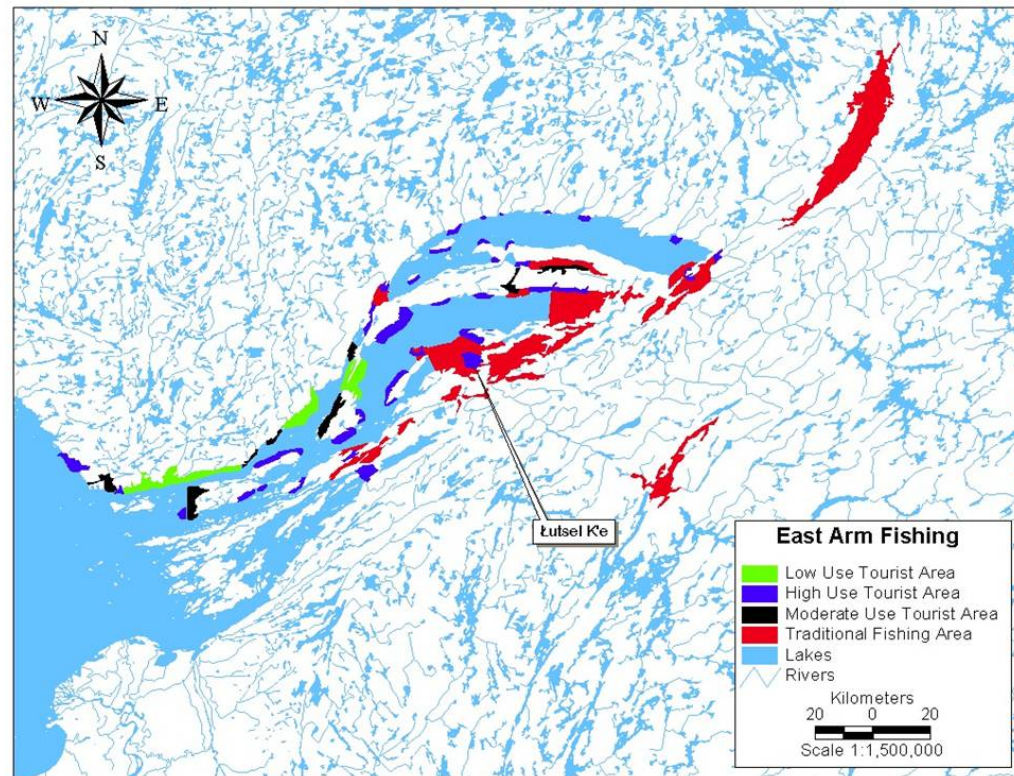 N
W E
S
Łutsel K'e
East Arm Fishing
Low Use Tourist Area
High Use Tourist Area
Moderate Use Tourist Area
Traditional Fishing Area
Lakes
Rivers
Kilometers
20 0 20
Scale 1:1,500,000